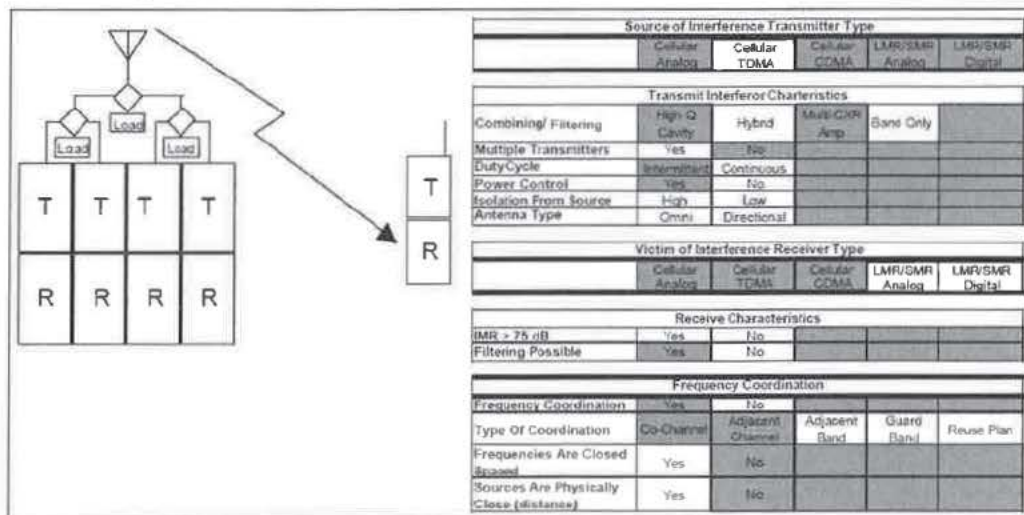 Load
Load
Load
T T T T
R R R R
T
R
Source of Interference Transmitter Type
Cellular Analog Cellular TDMA Cellular CDMA LMR/SMR Analog LMR/SMR Digital
Transmit Interferor Charteristics
Combining/ Filtering High Q Cavity Hybrid Multi-CXR Amp Band Only
Multiple Transmitters Yes No
DutyCycle Intermittent Continuous
Power Control Yes No
Isolation From Source High Low
Antenna Type Omni Directional
Victim of Interference Receiver Type
Cellular Analog Cellular TDMA Cellular CDMA LMR/SMR Analog LMR/SMR Digital
Receive Characteristics
IMR > 75 dB Yes No
Filtering Possible Yes No
Frequency Coordination
Frequency Coordination Yes No
Type Of Coordination Co-Channel Adjacent Channel Adjacent Band Guard Band Reuse Plan
Frequencies Are Closed Spaced Yes No
Sources Are Physically Close (distance) Yes No